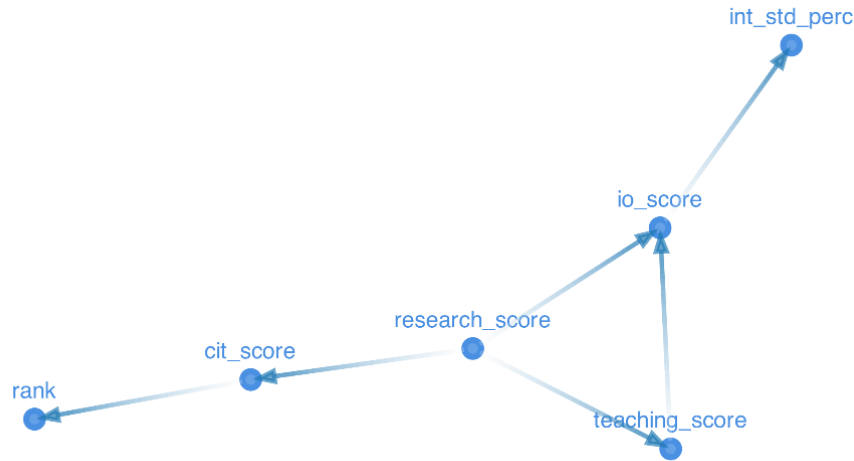 int_std_perc
io_score
research_score
cit_score
rank
teaching_score